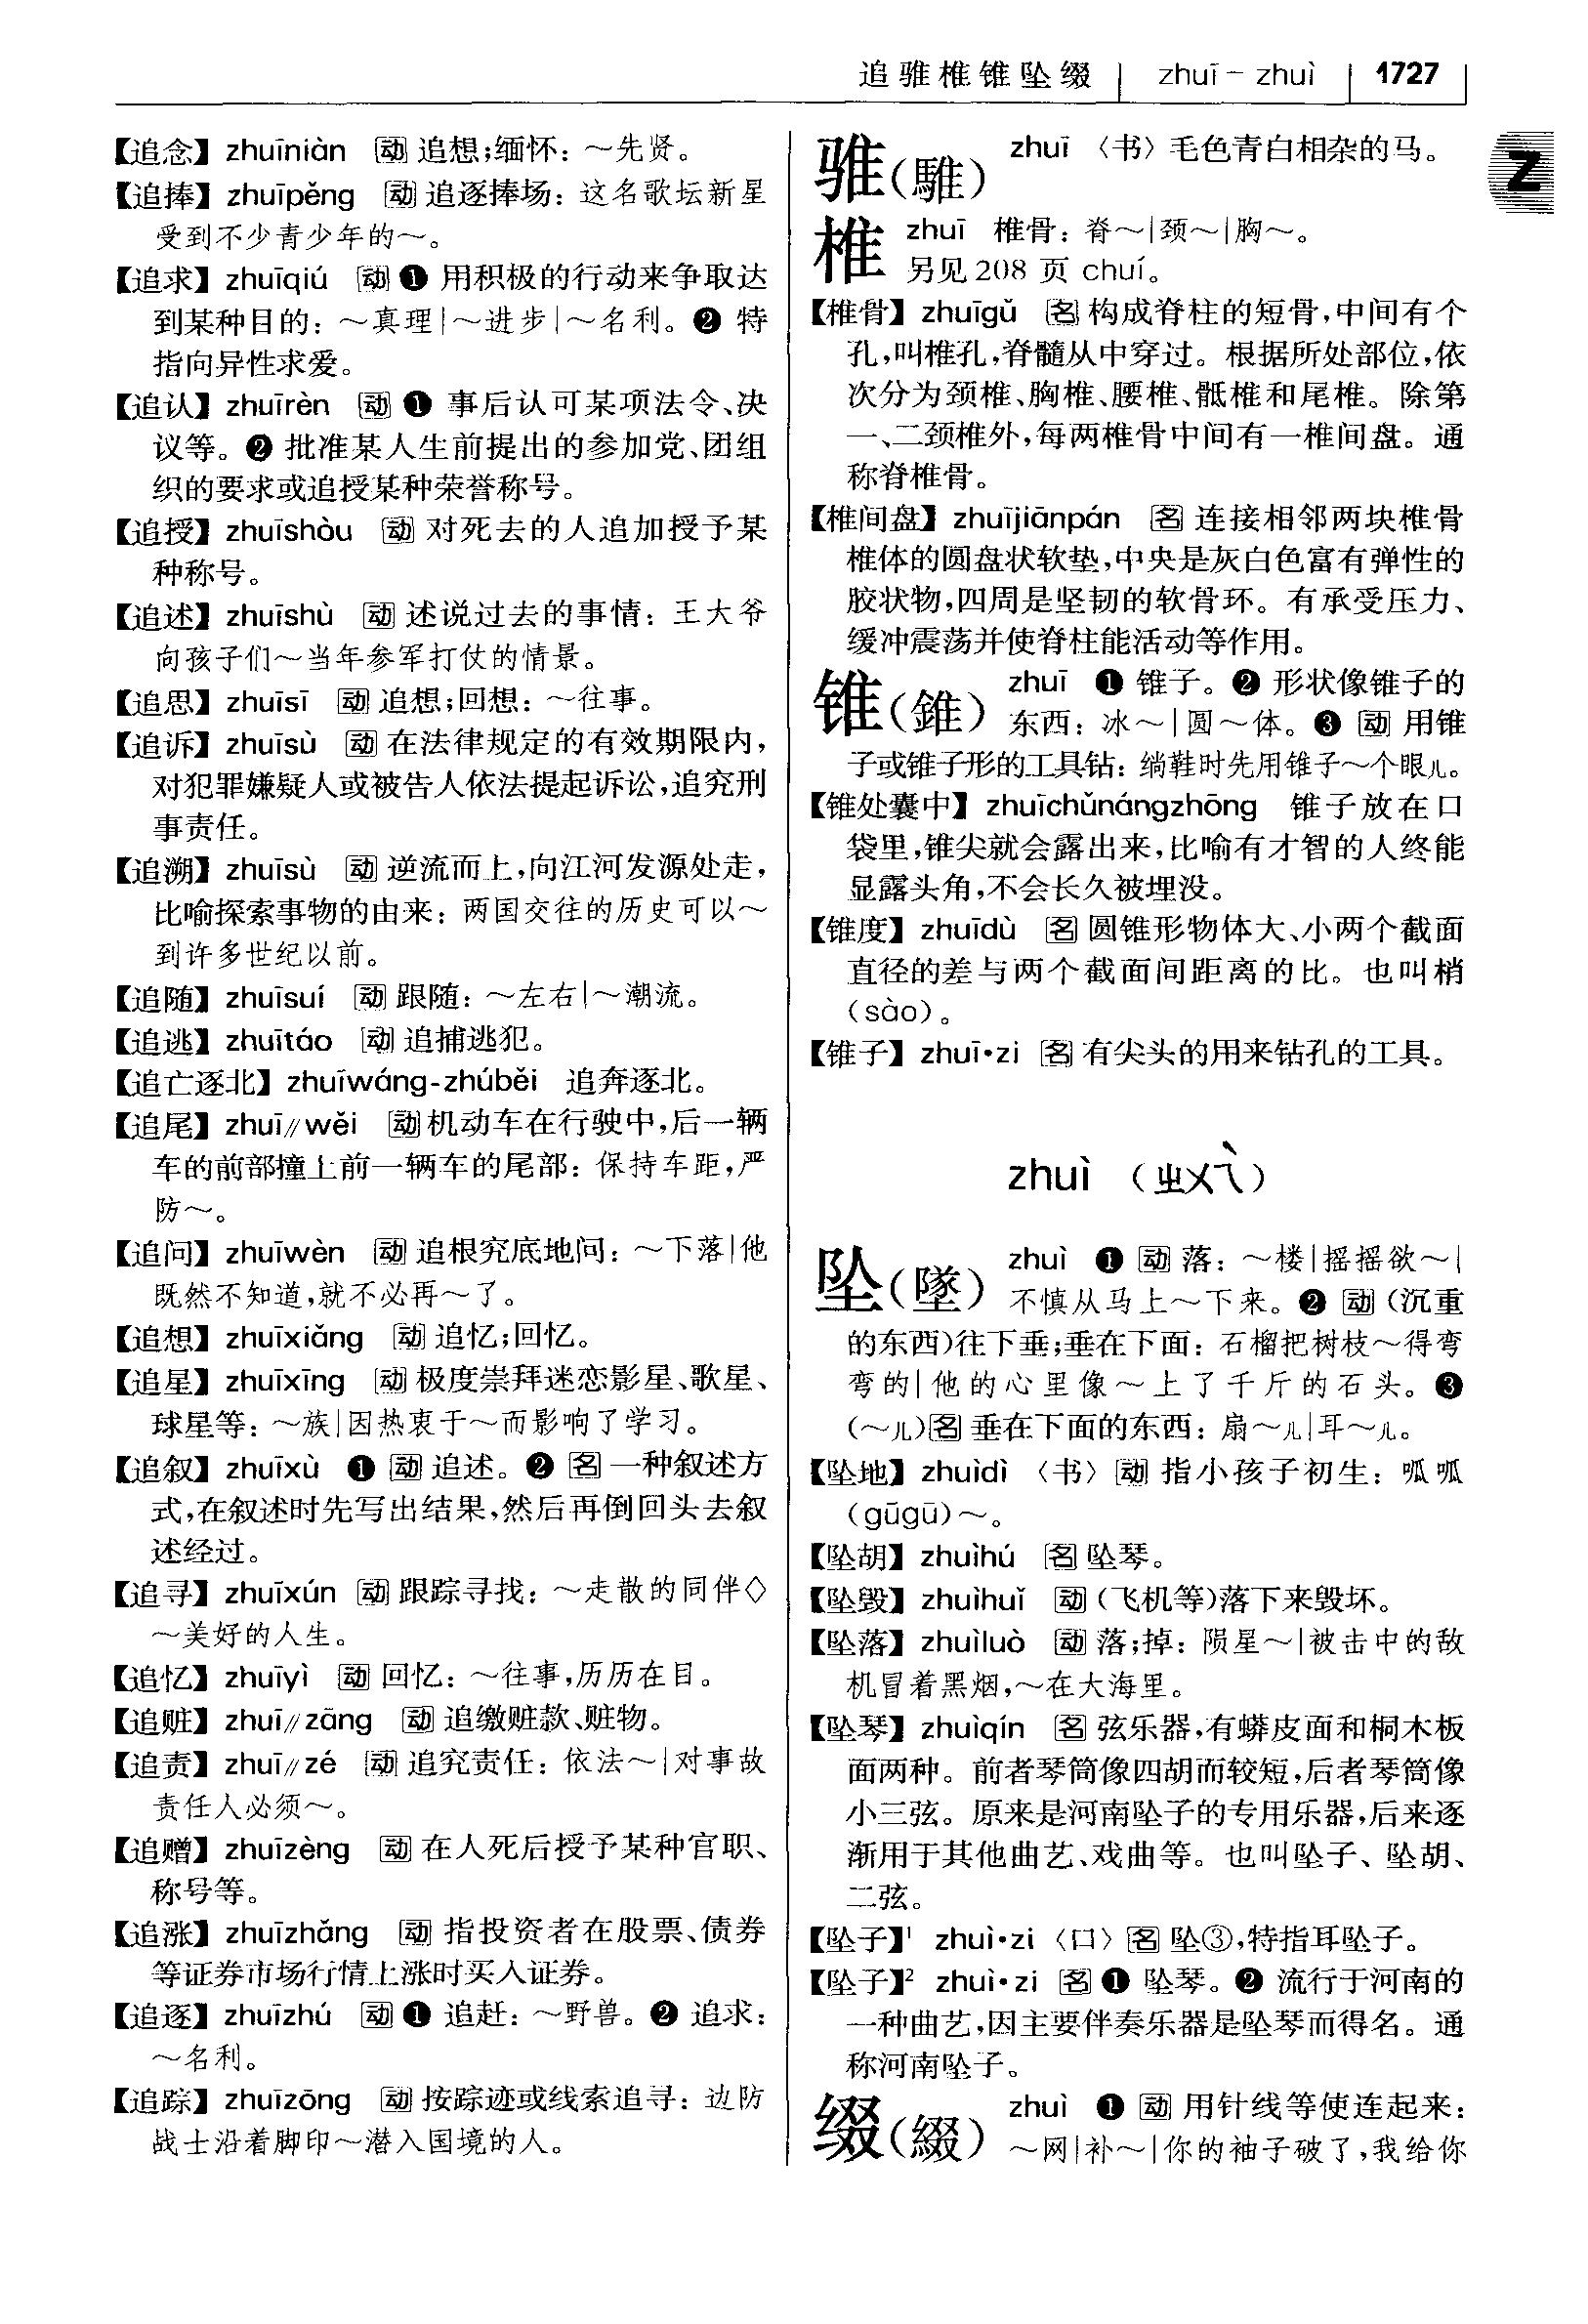 追骓椎锥坠缀 | zhuī－zhuì | 1727
【追念】 zhuīniàn 动 追想;缅怀：～先贤。
【追捧】 zhuīpěng 动 追逐捧场：这名歌坛新星
受到不少青少年的～。
【追求】 zhuīqiú 动 ❶ 用积极的行动来争取达
到某种目的：～真理|～进步|～名利。❷ 特
指向异性求爱。
【追认】 zhuīrèn 动 ❶ 事后认可某项法令、决
议等。❷ 批准某人生前提出的参加党、团组
织的要求或追授某种荣誉称号。
【追授】 zhuīshòu 动 对死去的人追加授予某
种称号。
【追述】 zhuīshù 动 述说过去的事情：王大爷
向孩子们～当年参军打仗的情景。
【追思】 zhuīsī 动 追想;回想：～往事。
【追诉】 zhuīsù 动 在法律规定的有效期限内，
对犯罪嫌疑人或被告人依法提起诉讼，追究刑
事责任。
【追溯】 zhuīsù 动 逆流而上，向江河发源处走，
比喻探索事物的由来：两国交往的历史可以～
到许多世纪以前。
【追随】 zhuīsuí 动 跟随：～左右|～潮流。
【追逃】 zhuītáo 动 追捕逃犯。
【追亡逐北】 zhuīwáng-zhúběi 追奔逐北。
【追尾】 zhuī∥wěi 动 机动车在行驶中，后一辆
车的前部撞上前一辆车的尾部：保持车距，严
防～。
【追问】 zhuīwèn 动 追根究底地问：～下落|他
既然不知道，就不必再～了。
【追想】 zhuīxiǎng 动 追忆;回忆。
【追星】 zhuīxīng 动 极度崇拜迷恋影星、歌星、
球星等：～族|因热衷于～而影响了学习。
【追叙】 zhuīxù ❶ 动 追述。❷ 名 一种叙述方
式，在叙述时先写出结果，然后再倒回头去叙
述经过。
【追寻】 zhuīxún 动 跟踪寻找：～走散的同伴◇
～美好的人生。
【追忆】 zhuīyì 动 回忆：～往事，历历在目。
【追赃】 zhuī∥zāng 动 追缴赃款、赃物。
【追责】 zhuī∥zé 动 追究责任：依法～|对事故
责任人必须～。
【追赠】 zhuīzèng 动 在人死后授予某种官职、
称号等。
【追涨】 zhuīzhǎng 动 指投资者在股票、债券
等证券市场行情上涨时买入证券。
【追逐】 zhuīzhú 动 ❶ 追赶：～野兽。❷ 追求：
～名利。
【追踪】 zhuīzōng 动 按踪迹或线索追寻：边防
战士沿着脚印～潜入国境的人。
骓(騅) zhuī 〈书〉毛色青白相杂的马。
Z
椎 zhuī 椎骨：脊～|颈～|胸～。
另见208 页 chuí。
【椎骨】 zhuīgǔ 名 构成脊柱的短骨，中间有个
孔，叫椎孔，脊髓从中穿过。根据所处部位，依
次分为颈椎、胸椎、腰椎、骶椎和尾椎。除第
一、二颈椎外，每两椎骨中间有一椎间盘。通
称脊椎骨。
【椎间盘】 zhuījiānpán 名 连接相邻两块椎骨
椎体的圆盘状软垫，中央是灰白色富有弹性的
胶状物，四周是坚韧的软骨环。有承受压力、
缓冲震荡并使脊柱能活动等作用。
锥(錐) zhuī ❶ 锥子。❷ 形状像锥子的
东西：冰～|圆～体。❸ 动 用锥
子或锥子形的工具钻：绱鞋时先用锥子～个眼儿。
【锥处囊中】 zhuīchǔnángzhōng 锥子放在口
袋里，锥尖就会露出来，比喻有才智的人终能
显露头角，不会长久被埋没。
【锥度】 zhuīdù 名 圆锥形物体大、小两个截面
直径的差与两个截面间距离的比。也叫梢
（sào）。
【锥子】 zhuī·zi 名 有尖头的用来钻孔的工具。
zhuì （ㄓㄨㄟˋ）
坠(墜) zhuì ❶ 动 落：～楼|摇摇欲～|
不慎从马上～下来。❷ 动 (沉重
的东西)往下垂;垂在下面：石榴把树枝～得弯
弯的|他的心里像～上了千斤的石头。❸
(～儿)名 垂在下面的东西：扇～儿|耳～儿。
【坠地】 zhuìdì 〈书〉 动 指小孩子初生：呱呱
（gūgū）～。
【坠胡】 zhuìhú 名 坠琴。
【坠毁】 zhuìhuǐ 动 (飞机等)落下来毁坏。
【坠落】 zhuìluò 动 落;掉：陨星～|被击中的敌
机冒着黑烟，～在大海里。
【坠琴】 zhuìqín 名 弦乐器，有蟒皮面和桐木板
面两种。前者琴筒像四胡而较短，后者琴筒像
小三弦。原来是河南坠子的专用乐器，后来逐
渐用于其他曲艺、戏曲等。也叫坠子、坠胡、
二弦。
【坠子】¹ zhuì·zi 〈口〉 名 坠③，特指耳坠子。
【坠子】² zhuì·zi 名 ❶ 坠琴。❷ 流行于河南的
一种曲艺，因主要伴奏乐器是坠琴而得名。通
称河南坠子。
缀(綴) zhuì ❶ 动 用针线等使连起来：
～网|补～|你的袖子破了，我给你